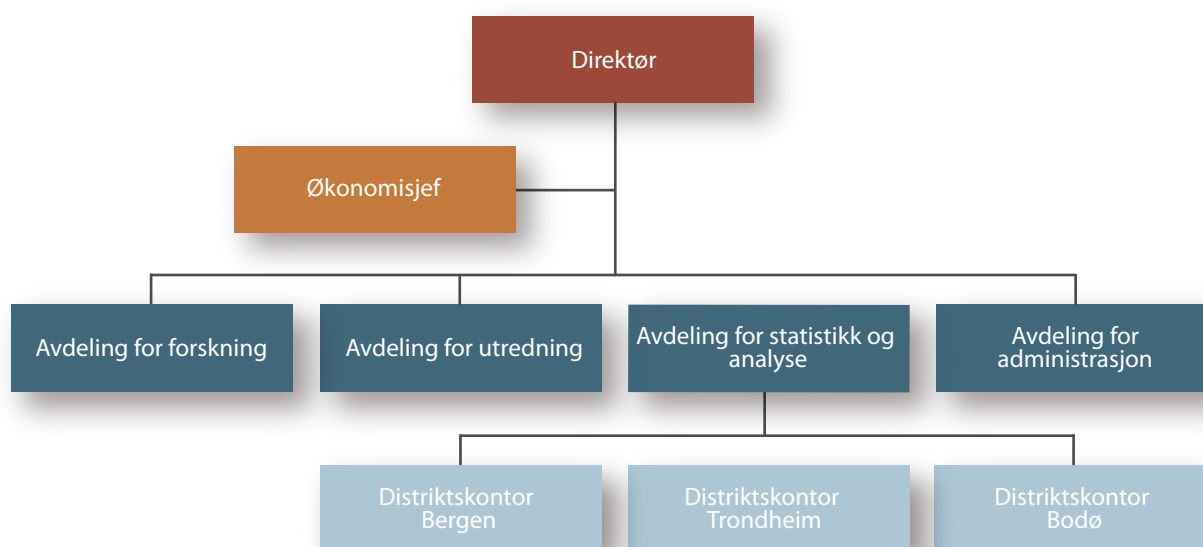 Direktør
Økonomisjef
Avdeling for forskning
Avdeling for utredning
Avdeling for statistikk og
analyse
Avdeling for
administrasjon
Distriktskontor
Bergen
Distriktskontor
Trondheim
Distriktskontor
Bodø